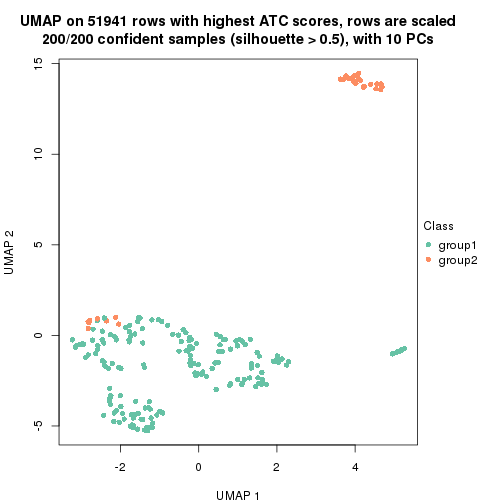 UMAP on 51941 rows with highest ATC scores, rows are scaled
200/200 confident samples (silhouette > 0.5), with 10 PCs
15
10
5
0
-5
UMAP 2
-2
0
2
4
UMAP 1
Class
group1
group2